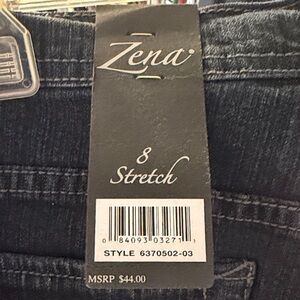 Zena
8
Stretch
0 84093 03271 1
STYLE 6370502-03
MSRP $44.00